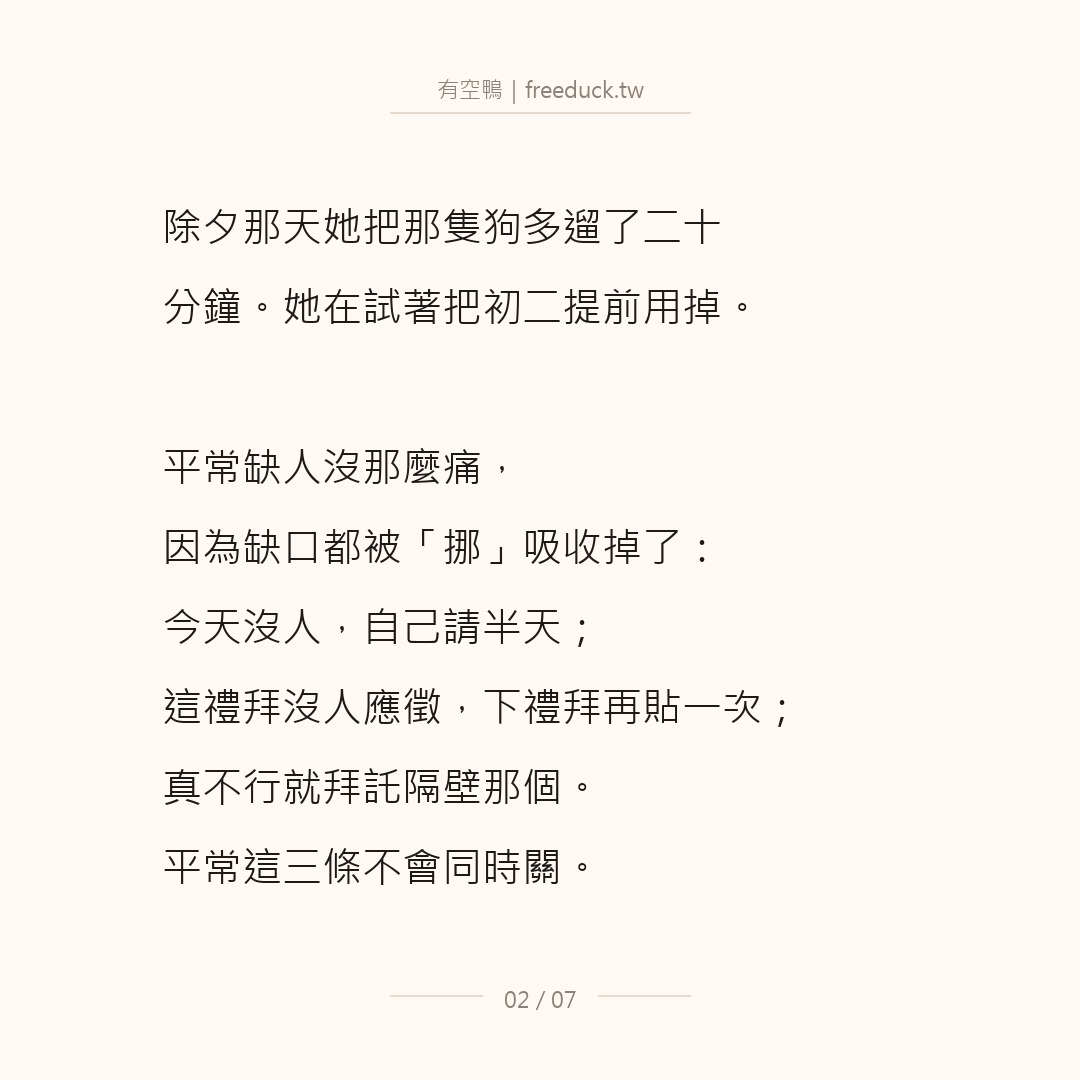 有空鴨 | freeduck.tw
除夕那天她把那隻狗多遛了二十
分鐘。她在試著把初二提前用掉。
平常缺人沒那麼痛，
因為缺口都被「挪」吸收掉了：
今天沒人，自己請半天；
這禮拜沒人應徵，下禮拜再貼一次；
真不行就拜託隔壁那個。
平常這三條不會同時關。
02 / 07